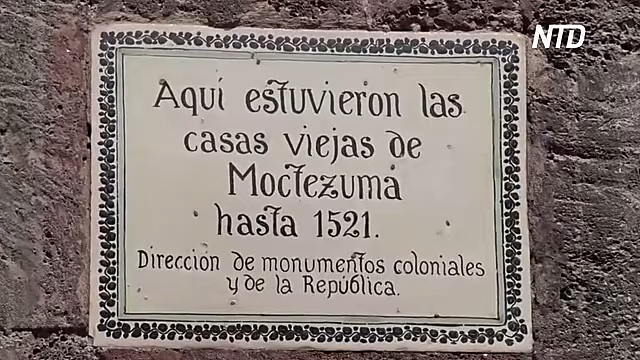 NTD
Aquí estuvieron las
casas viejas de
Moctezuma
hasta 1521.
Dirección de monumentos coloniales
y de la República.